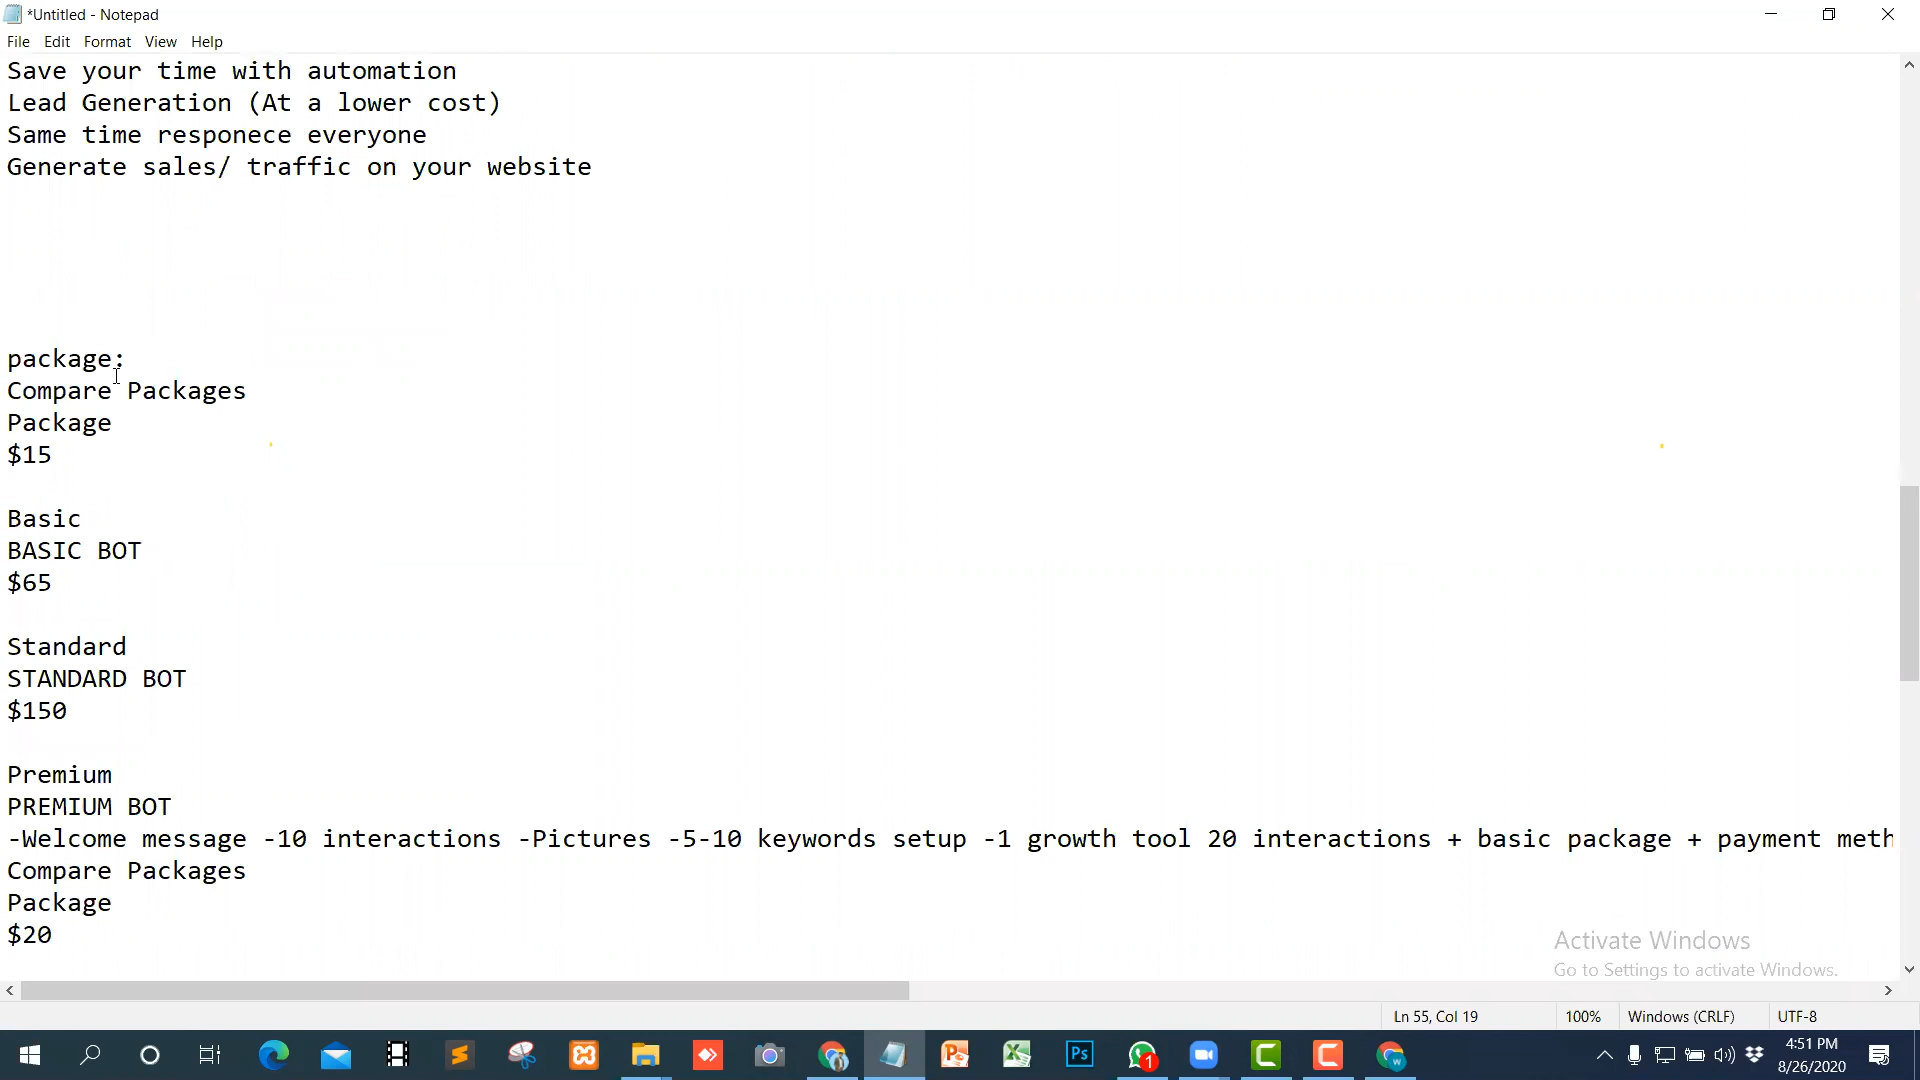 *Untitled - Notepad
File Edit Format View Help
Save your time with automation
Lead Generation (At a lower cost)
Same time responece everyone
Generate sales/ traffic on your website
package:
Compare Packages
Package
$15
Basic
BASIC BOT
$65
Standard
STANDARD BOT
$150
Premium
PREMIUM BOT
-Welcome message -10 interactions -Pictures -5-10 keywords setup -1 growth tool 20 interactions + basic package + payment meth
Compare Packages
Package
$20
Activate Windows
Go to Settings to activate Windows.
Ln 55, Col 19 100% Windows (CRLF) UTF-8
4:51 PM
8/26/2020